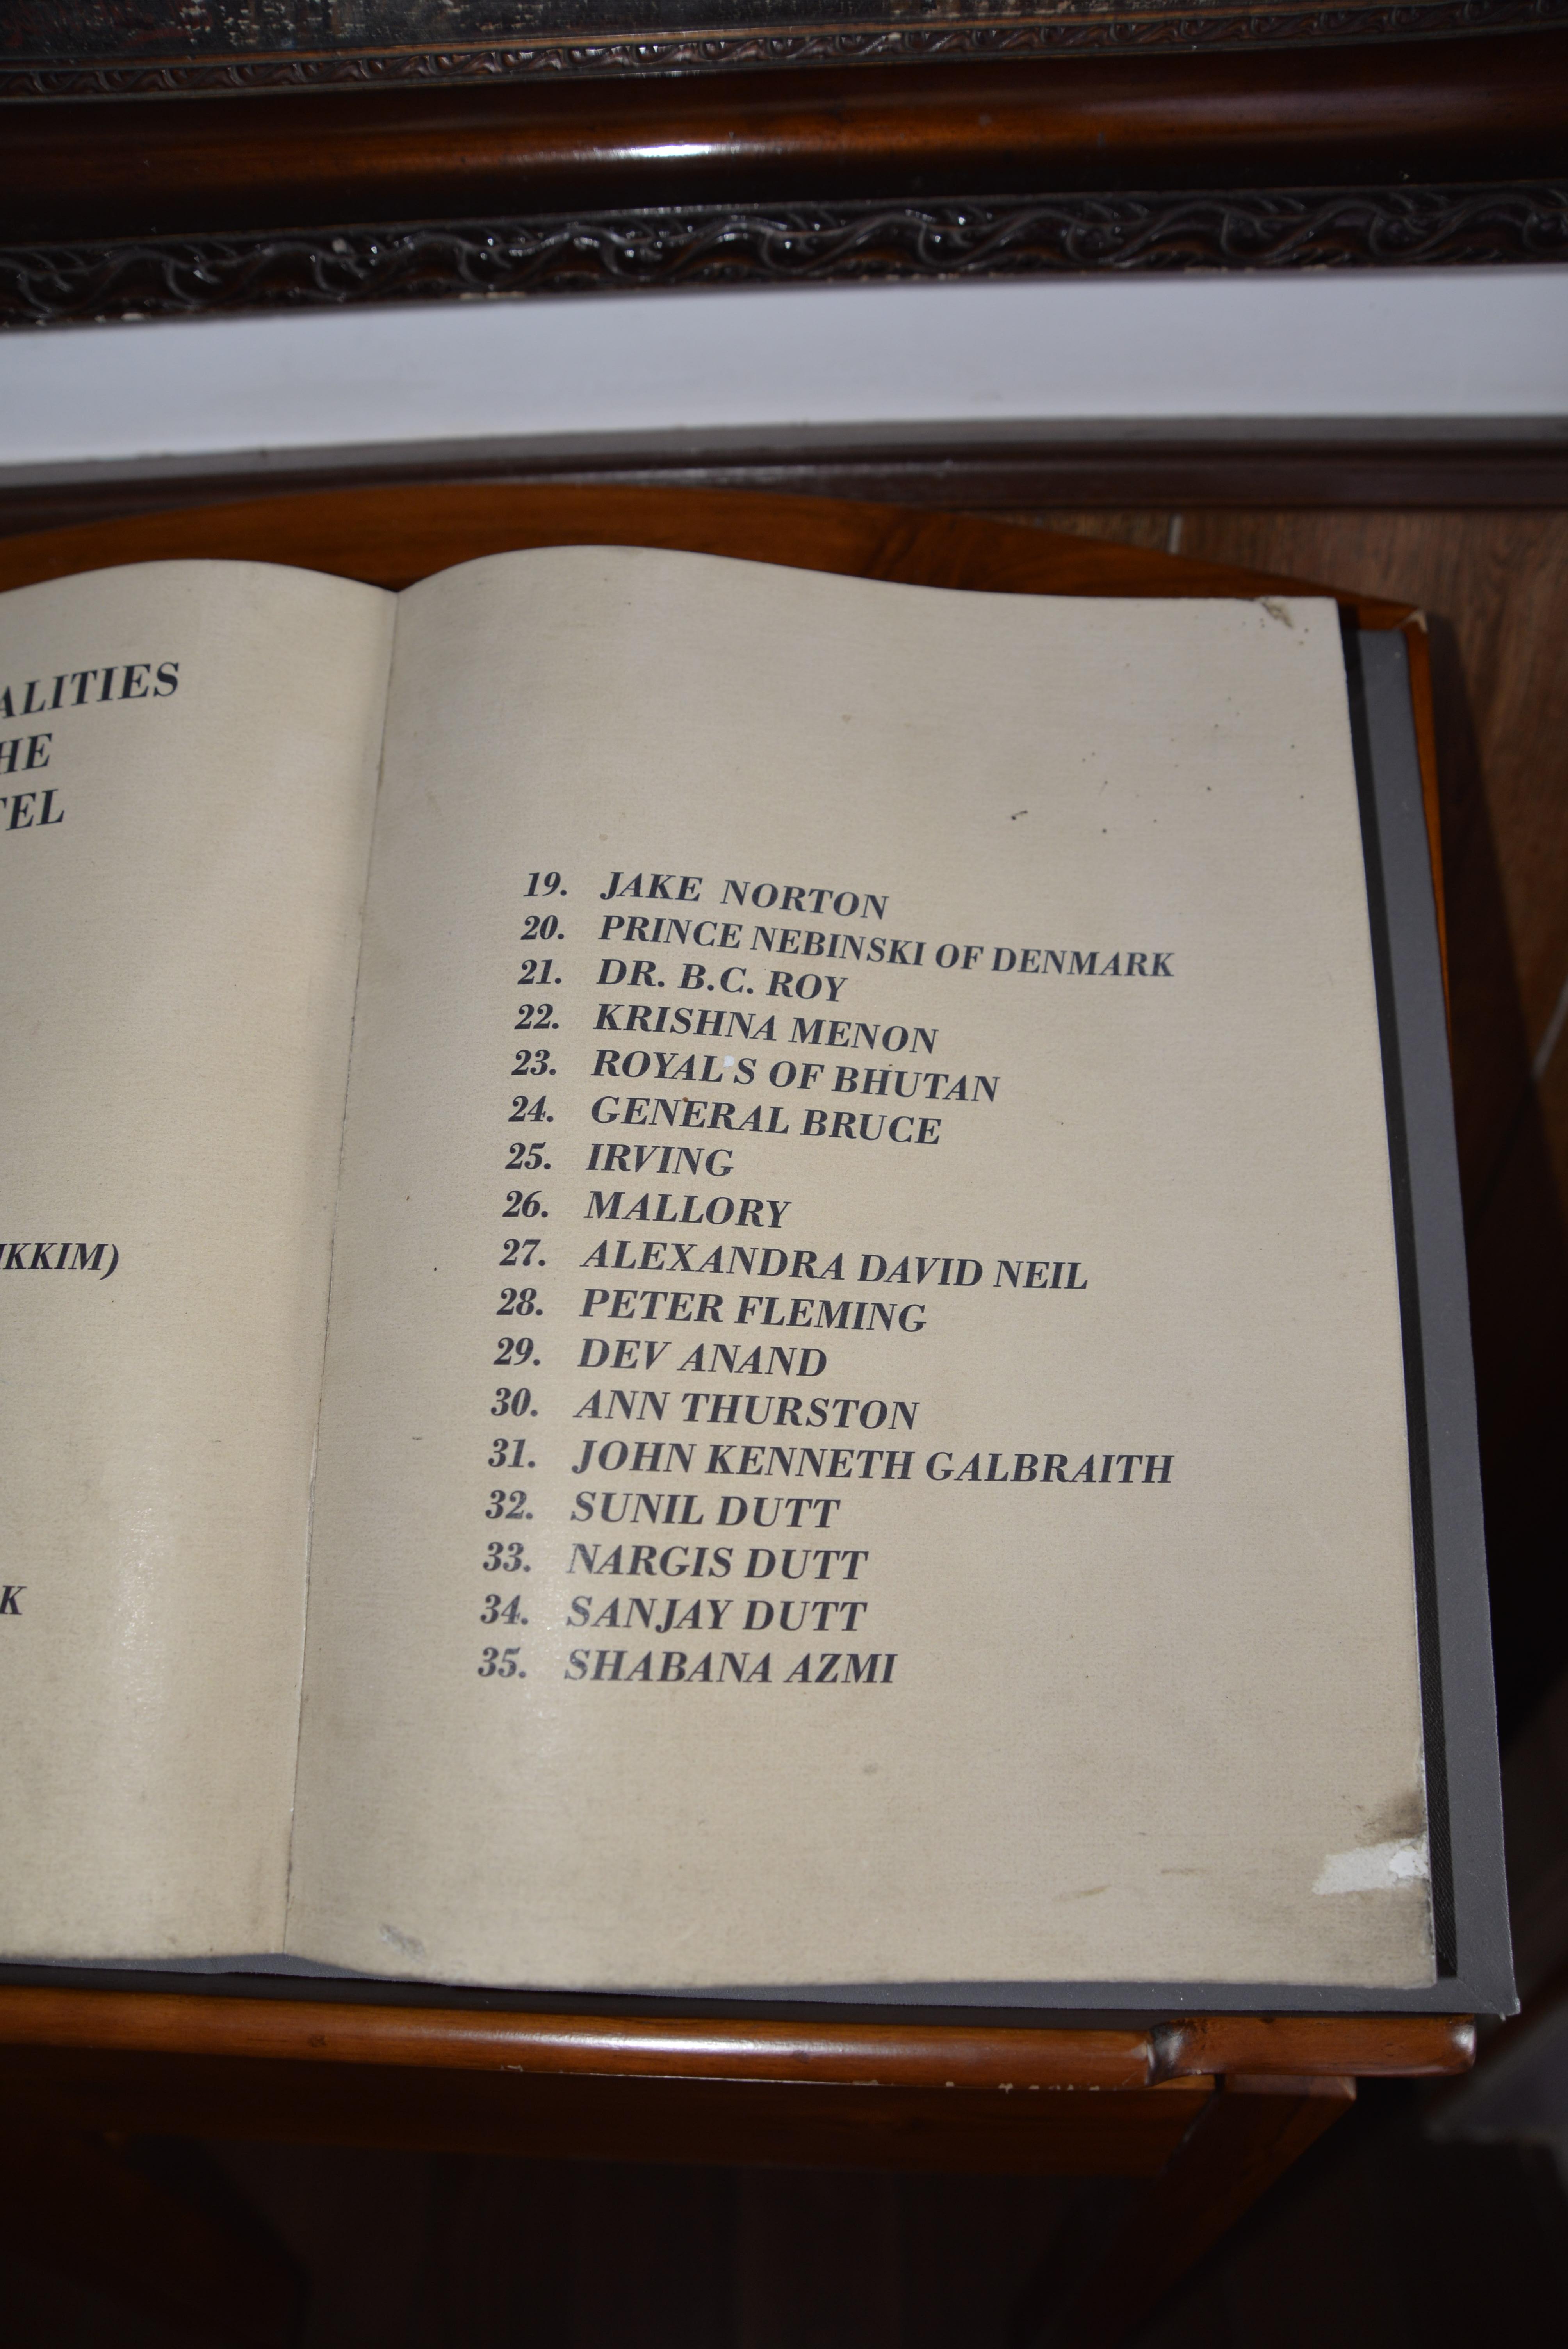 ALITIES
HE
TEL
IKKIM)
K
19. JAKE NORTON
20. PRINCE NEBINSKI OF DENMARK
21. DR. B.C. ROY
22. KRISHNA MENON
23. ROYAL'S OF BHUTAN
24. GENERAL BRUCE
25. IRVING
26. MALLORY
27. ALEXANDRA DAVID NEIL
28. PETER FLEMING
29. DEV ANAND
30. ANN THURSTON
31. JOHN KENNETH GALBRAITH
32. SUNIL DUTT
33. NARGIS DUTT
34. SANJAY DUTT
35. SHABANA AZMI